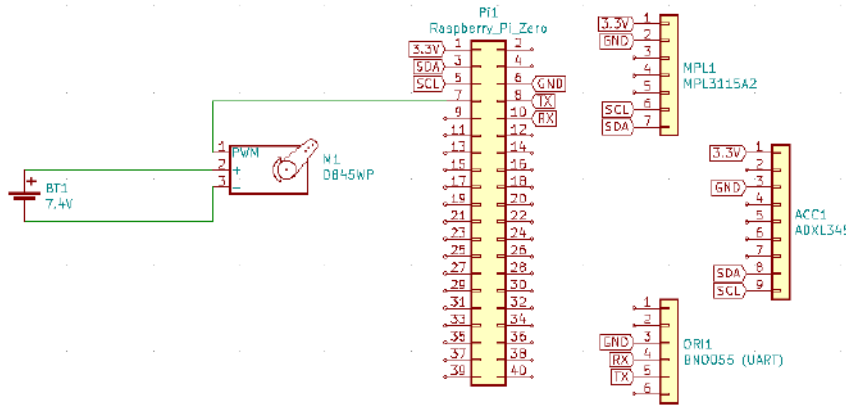 Pi1
Raspberry_Pi_Zero
3.3V 1 2
SDA 3 4
SCL 5 6 GND
7 8 TX
9 10 RX
11 12
13 14
15 16
17 18
19 20
21 22
23 24
25 26
27 28
29 30
31 32
33 34
35 36
37 38
39 40
1 PWM
2 +
3 -
M1
D845WP
+
BT1
7.4V
3.3V 1
GND 2
3
4
5
SCL 6
SDA 7
MPL1
MPL3115A2
3.3V 1
2
GND 3
4
5
6
7
SDA 8
SCL 9
ACC1
ADXL345
1
2
GND 3
RX 4
TX 5
6
ORI1
BNO055 (UART)